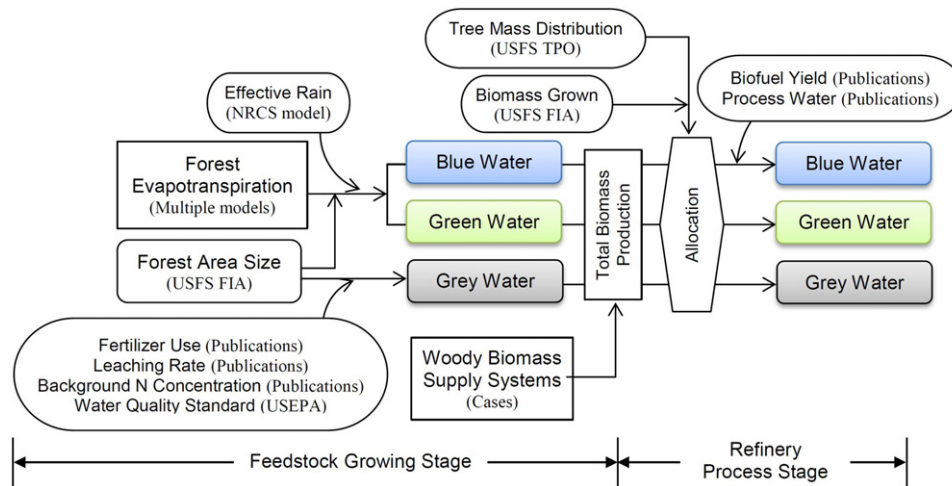 Tree Mass Distribution
(USFS TPO)
Effective Rain
(NRCS model)
Biomass Grown
(USFS FIA)
Biofuel Yield (Publications)
Process Water (Publications)
Forest
Evapotranspiration
(Multiple models)
Blue Water
Green Water
Grey Water
Forest Area Size
(USFS FIA)
Total Biomass
Production
Allocation
Blue Water
Green Water
Grey Water
Fertilizer Use (Publications)
Leaching Rate (Publications)
Background N Concentration (Publications)
Water Quality Standard (USEPA)
Woody Biomass
Supply Systems
(Cases)
Feedstock Growing Stage
Refinery
Process Stage